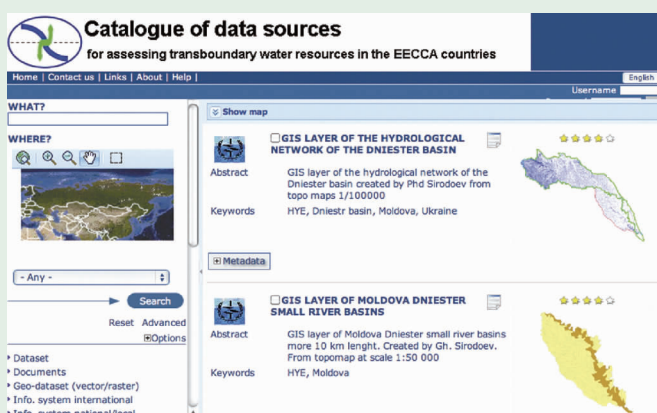 Catalogue of data sources
for assessing transboundary water resources in the EECCA countries
Home | Contact us | Links | About | Help |
English
Username
WHAT?
WHERE?
- Any -
Search
Reset Advanced
Options
Dataset
Documents
Geo-dataset (vector/raster)
Info. system international
Info. system national/local
Show map
GIS LAYER OF THE HYDROLOGICAL
NETWORK OF THE DNIESTER BASIN
Abstract GIS layer of the hydrological network of the
Dniester basin created by Phd Sirodoev from
topo maps 1/100000
Keywords HYE, Dniestr basin, Moldova, Ukraine
Metadata
GIS LAYER OF MOLDOVA DNIESTER
SMALL RIVER BASINS
Abstract GIS layer of Moldova Dniester small river basins
more 10 km lenght. Created by Gh. Sirodoev.
From topomap at scale 1:50 000
Keywords HYE, Moldova